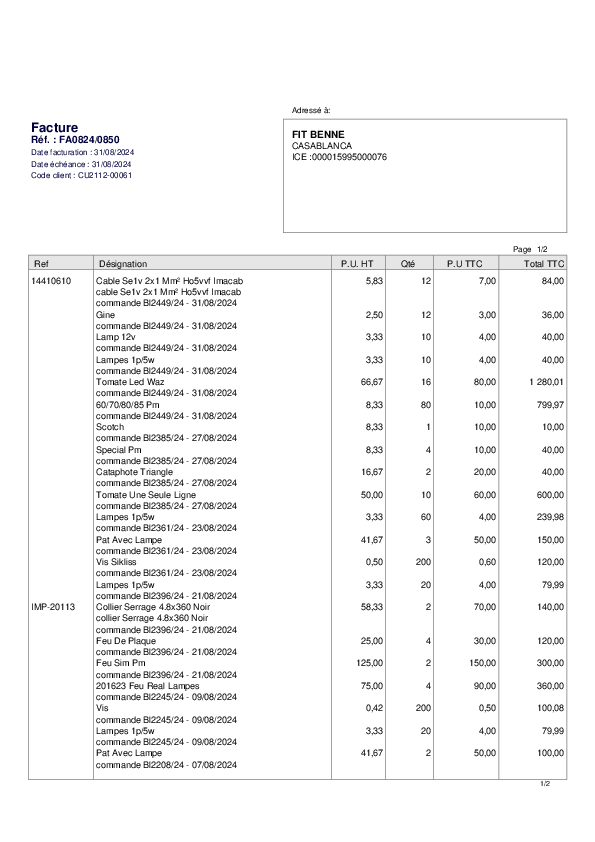 Adressé à:
Facture
Réf. : FA0824/0850
Date facturation : 31/08/2024
Date échéance : 31/08/2024
Code client : CU2112-00061
FIT BENNE
CASABLANCA
ICE :000015995000076
Page 1/2
Ref Désignation P.U. HT Qté P.U TTC Total TTC
14410610 Cable Se1v 2x1 Mm² Ho5vvf Imacab 5,83 12 7,00 84,00
cable Se1v 2x1 Mm² Ho5vvf Imacab
commande Bl2449/24 - 31/08/2024
Gine 2,50 12 3,00 36,00
commande Bl2449/24 - 31/08/2024
Lamp 12v 3,33 10 4,00 40,00
commande Bl2449/24 - 31/08/2024
Lampes 1p/5w 3,33 10 4,00 40,00
commande Bl2449/24 - 31/08/2024
Tomate Led Waz 66,67 16 80,00 1 280,01
commande Bl2449/24 - 31/08/2024
60/70/80/85 Pm 8,33 80 10,00 799,97
commande Bl2449/24 - 31/08/2024
Scotch 8,33 1 10,00 10,00
commande Bl2385/24 - 27/08/2024
Special Pm 8,33 4 10,00 40,00
commande Bl2385/24 - 27/08/2024
Cataphote Triangle 16,67 2 20,00 40,00
commande Bl2385/24 - 27/08/2024
Tomate Une Seule Ligne 50,00 10 60,00 600,00
commande Bl2385/24 - 27/08/2024
Lampes 1p/5w 3,33 60 4,00 239,98
commande Bl2361/24 - 23/08/2024
Pat Avec Lampe 41,67 3 50,00 150,00
commande Bl2361/24 - 23/08/2024
Vis Sikliss 0,50 200 0,60 120,00
commande Bl2361/24 - 23/08/2024
Lampes 1p/5w 3,33 20 4,00 79,99
commande Bl2396/24 - 21/08/2024
IMP-20113 Collier Serrage 4.8x360 Noir 58,33 2 70,00 140,00
collier Serrage 4.8x360 Noir
commande Bl2396/24 - 21/08/2024
Feu De Plaque 25,00 4 30,00 120,00
commande Bl2396/24 - 21/08/2024
Feu Sim Pm 125,00 2 150,00 300,00
commande Bl2396/24 - 21/08/2024
201623 Feu Real Lampes 75,00 4 90,00 360,00
commande Bl2245/24 - 09/08/2024
Vis 0,42 200 0,50 100,08
commande Bl2245/24 - 09/08/2024
Lampes 1p/5w 3,33 20 4,00 79,99
commande Bl2245/24 - 09/08/2024
Pat Avec Lampe 41,67 2 50,00 100,00
commande Bl2208/24 - 07/08/2024
1/2